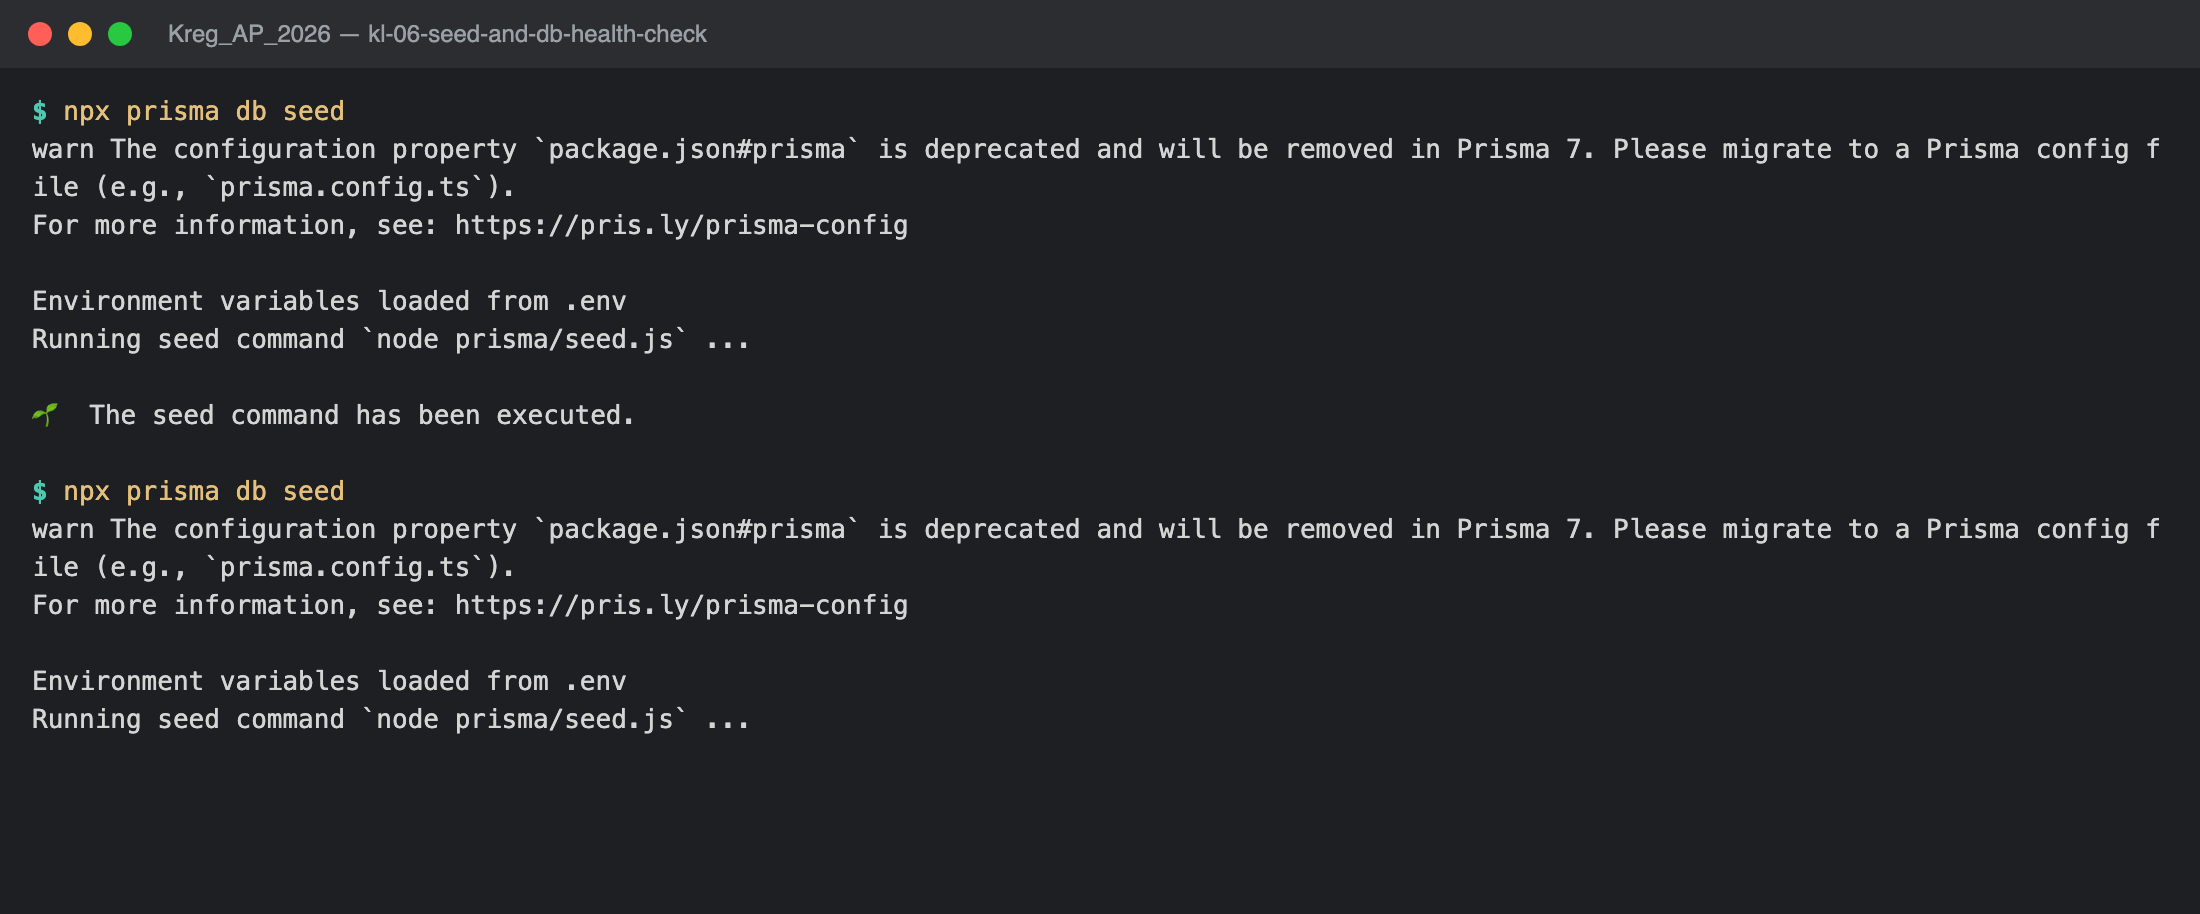 Kreg_AP_2026 — kl-06-seed-and-db-health-check
$ npx prisma db seed
warn The configuration property `package.json#prisma` is deprecated and will be removed in Prisma 7. Please migrate to a Prisma config f
ile (e.g., `prisma.config.ts`).
For more information, see: https://pris.ly/prisma-config
Environment variables loaded from .env
Running seed command `node prisma/seed.js` ...
🌱 The seed command has been executed.
$ npx prisma db seed
warn The configuration property `package.json#prisma` is deprecated and will be removed in Prisma 7. Please migrate to a Prisma config f
ile (e.g., `prisma.config.ts`).
For more information, see: https://pris.ly/prisma-config
Environment variables loaded from .env
Running seed command `node prisma/seed.js` ...